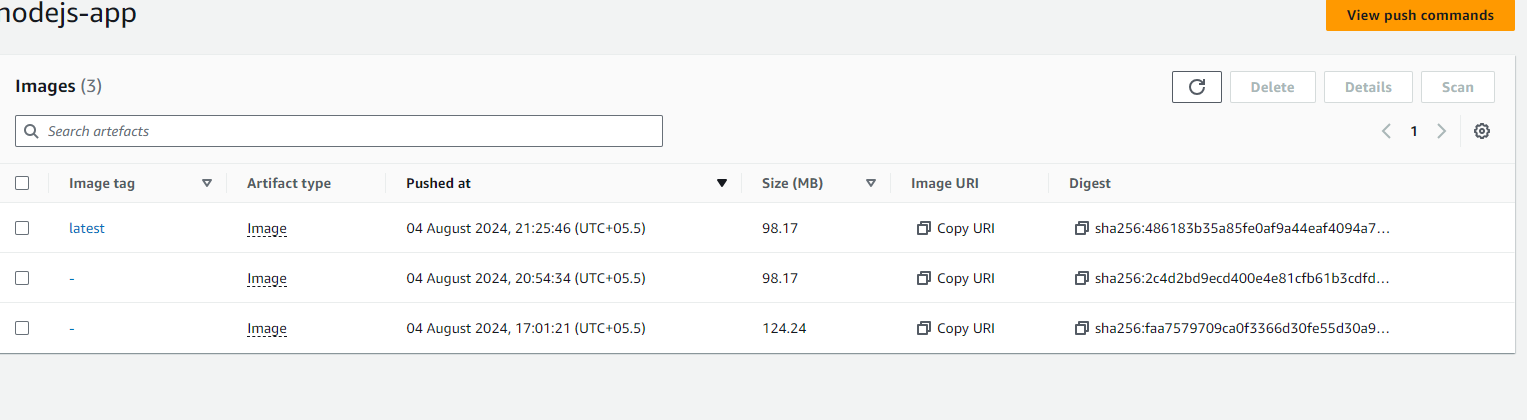 nodejs-app
View push commands
Images (3)
Delete
Details
Scan
Search artefacts
1
Image tag
Artifact type
Pushed at
Size (MB)
Image URI
Digest
latest
Image
04 August 2024, 21:25:46 (UTC+05.5)
98.17
Copy URI
sha256:486183b35a85fe0af9a44eaf4094a7...
-
Image
04 August 2024, 20:54:34 (UTC+05.5)
98.17
Copy URI
sha256:2c4d2bd9ecd400e4e81cfb61b3cdfd...
-
Image
04 August 2024, 17:01:21 (UTC+05.5)
124.24
Copy URI
sha256:faa7579709ca0f3366d30fe55d30a9...